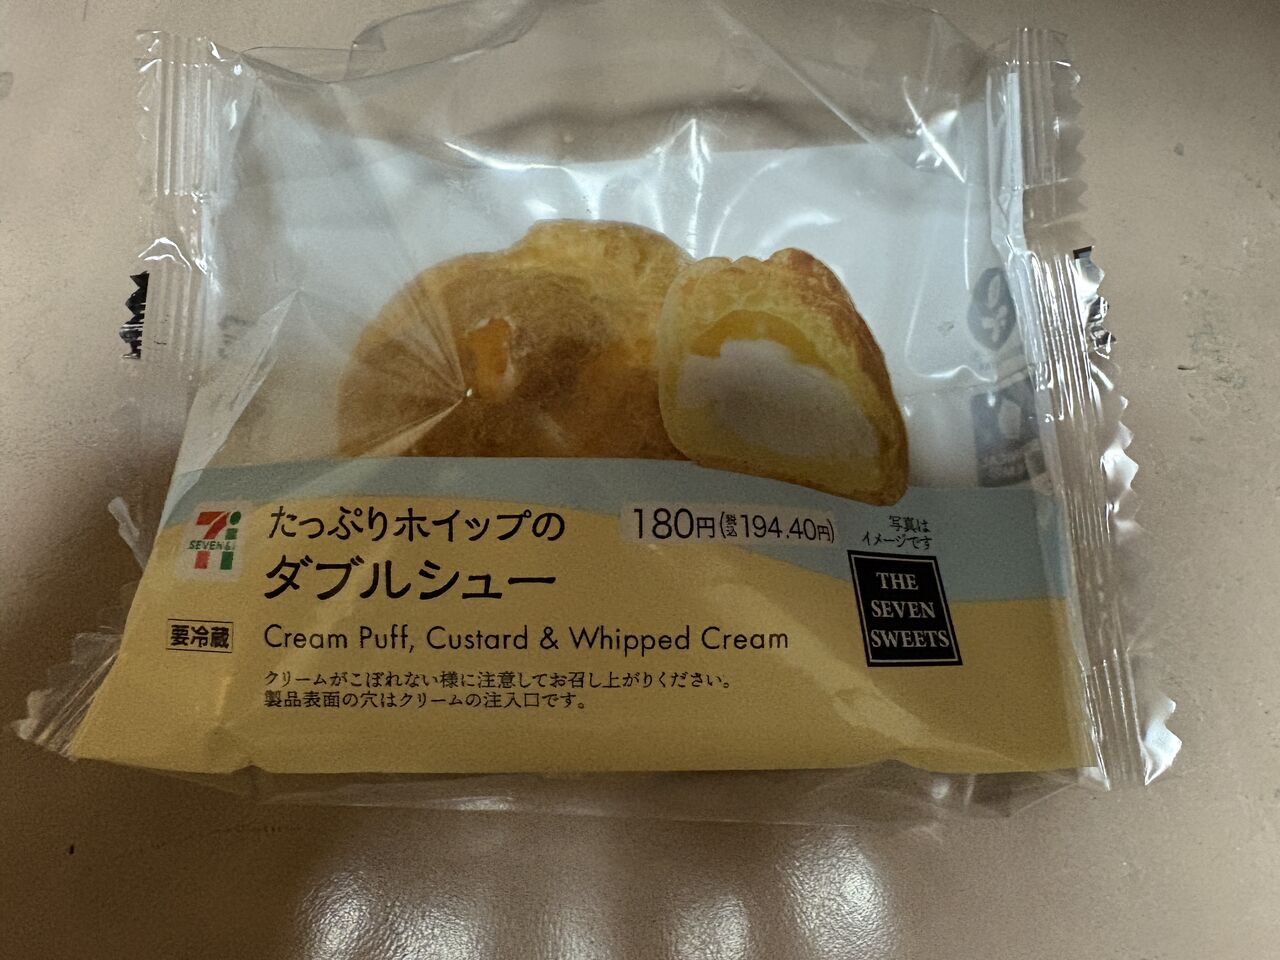 たっぷりホイップの
ダブルシュー
180円(税込194.40円)
写真は
イメージです
SEVEN & i
THE
SEVEN
SWEETS
要冷蔵
Cream Puff, Custard & Whipped Cream
クリームがこぼれない様に注意してお召し上がりください。
製品表面の穴はクリームの注入口です。